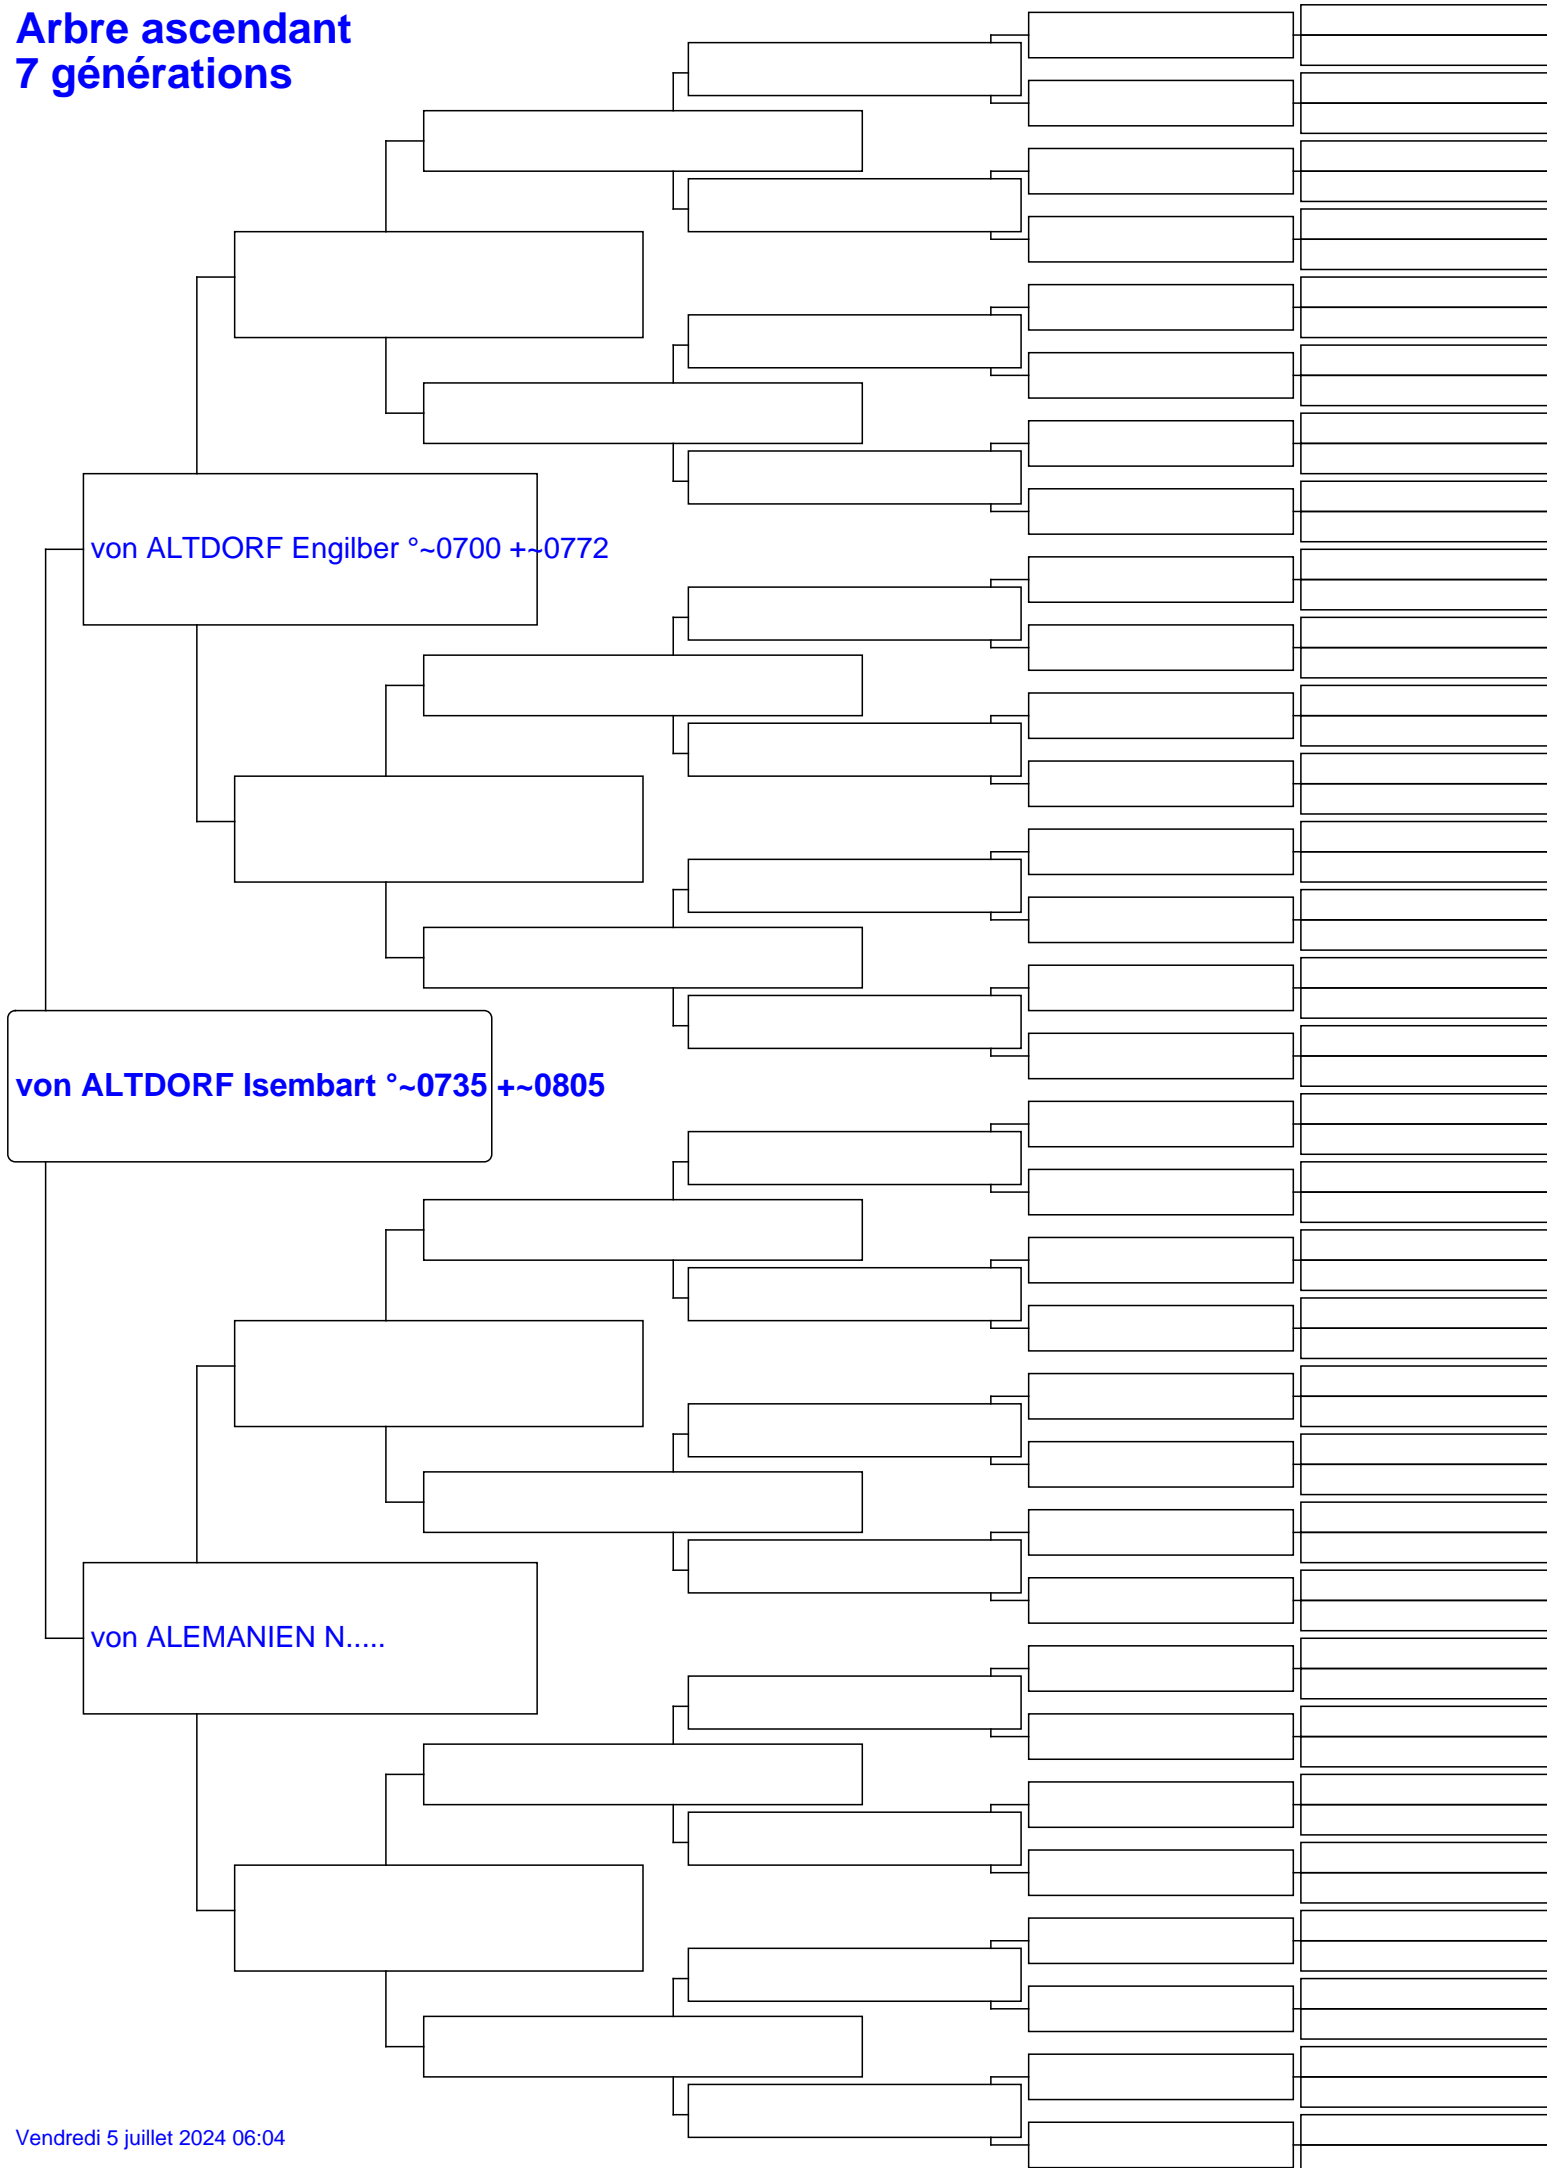 Arbre ascendant
7 générations
von ALTDORF Engilber °~0700 +~0772
von ALTDORF Isembart °~0735 +~0805
von ALEMANIEN N.....
Vendredi 5 juillet 2024 06:04